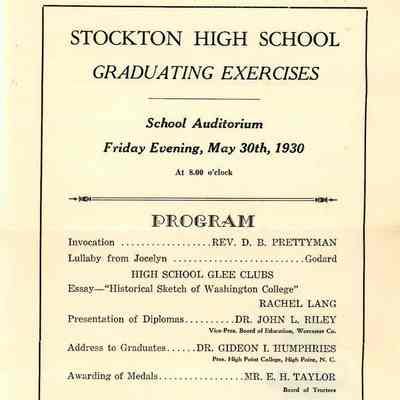 STOCKTON HIGH SCHOOL
GRADUATING EXERCISES
School Auditorium
Friday Evening, May 30th, 1930
At 8.00 o'clock
PROGRAM
Invocation ..................REV. D. B. PRETTYMAN
Lullaby from Jocelyn ..........................Godard
HIGH SCHOOL GLEE CLUBS
Essay—"Historical Sketch of Washington College"
RACHEL LANG
Presentation of Diplomas..........DR. JOHN L. RILEY
Vice-Pres. Board of Education, Worcester Co.
Address to Graduates......DR. GIDEON I. HUMPHRIES
Pres. High Point College, High Point, N. C.
Awarding of Medals.................MR. E. H. TAYLOR
Board of Trustees